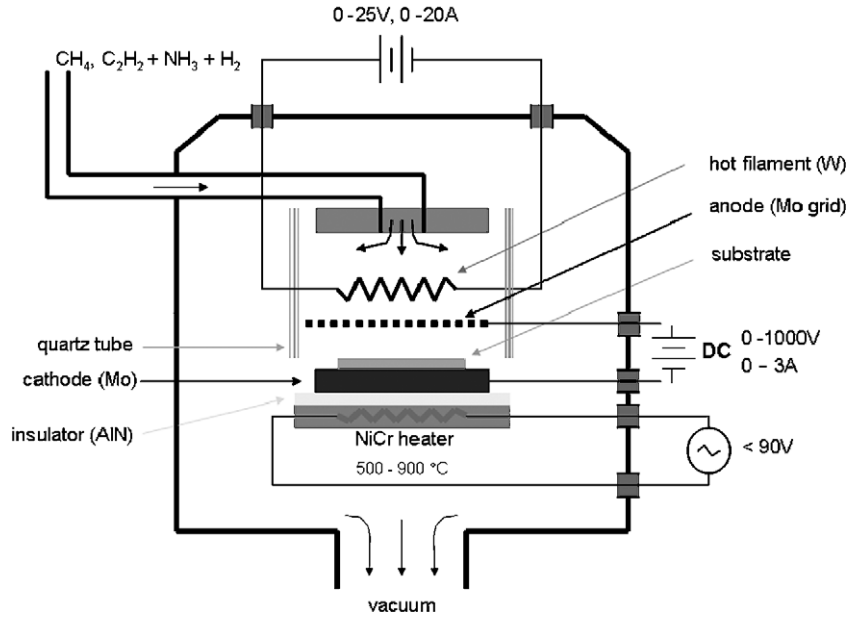 0 -25V, 0 -20A
CH₄, C₂H₂ + NH₃ + H₂
hot filament (W)
anode (Mo grid)
substrate
quartz tube
cathode (Mo)
insulator (AlN)
DC
0 -1000V
0 – 3A
NiCr heater
500 - 900 °C
< 90V
vacuum